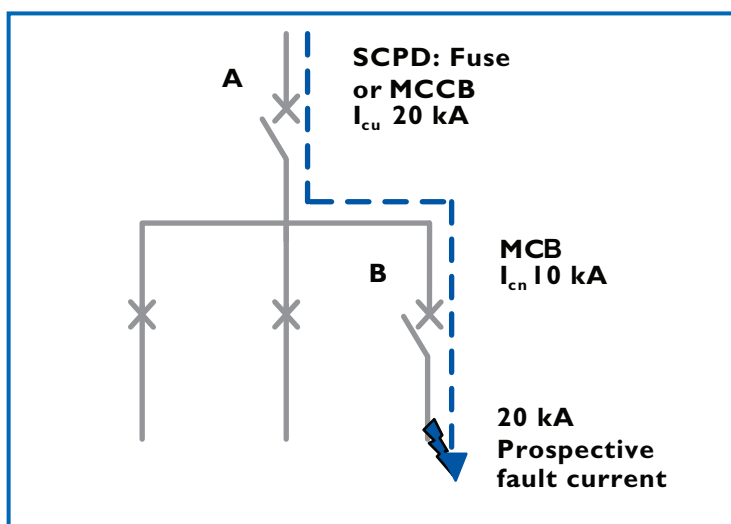 A
SCPD: Fuse
or MCCB
Icu 20 kA
B
MCB
Icn 10 kA
20 kA
Prospective
fault current